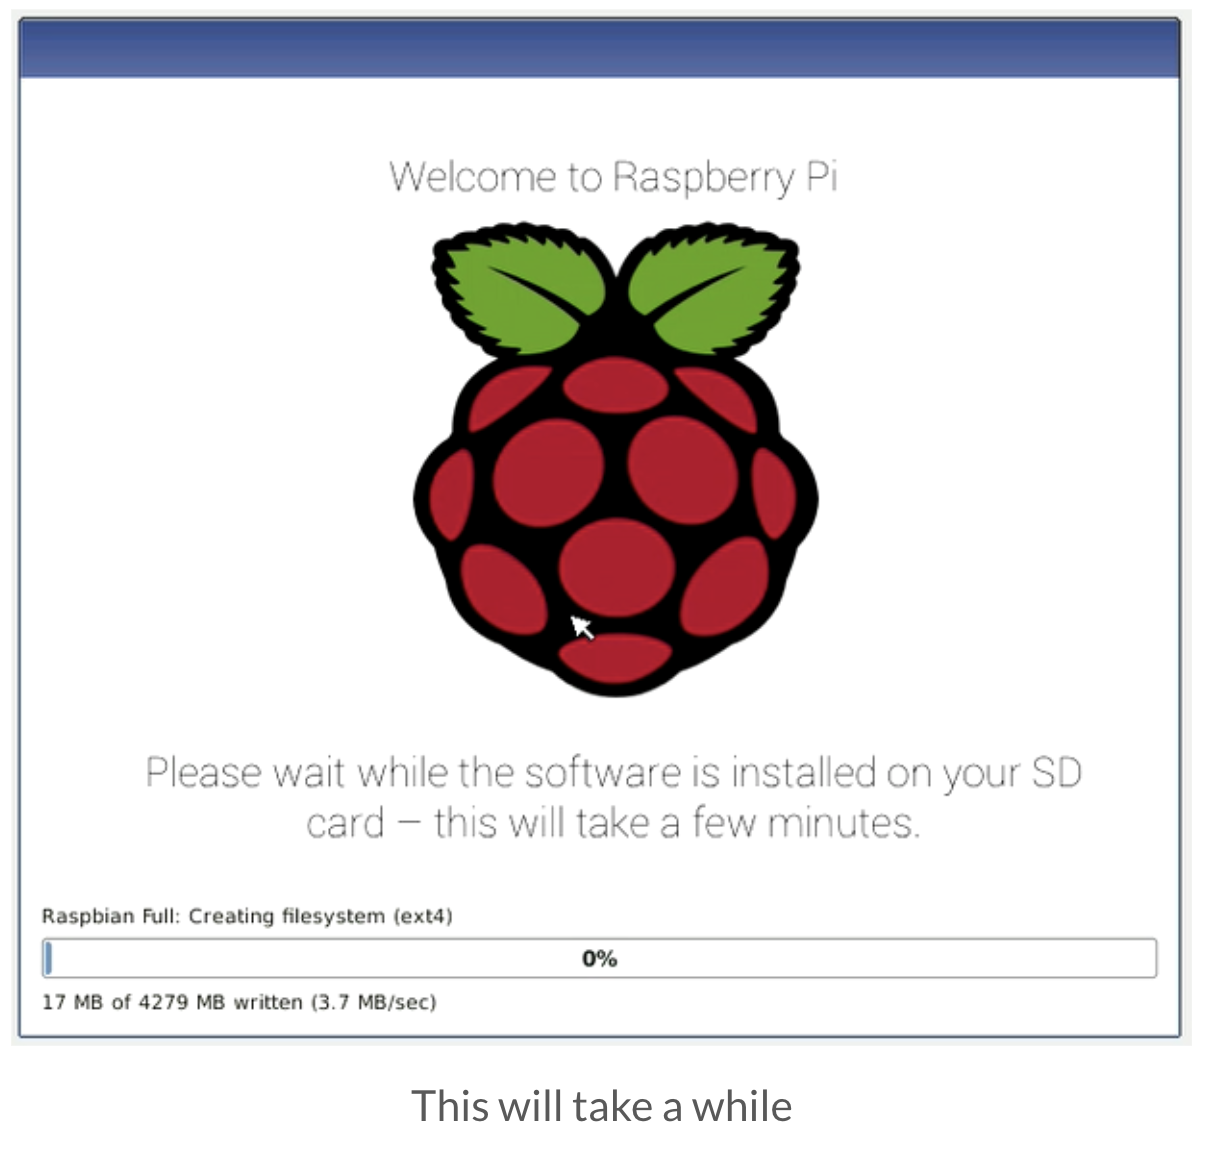 Welcome to Raspberry Pi
Please wait while the software is installed on your SD
card – this will take a few minutes.
Raspbian Full: Creating filesystem (ext4)
0%
17 MB of 4279 MB written (3.7 MB/sec)
This will take a while